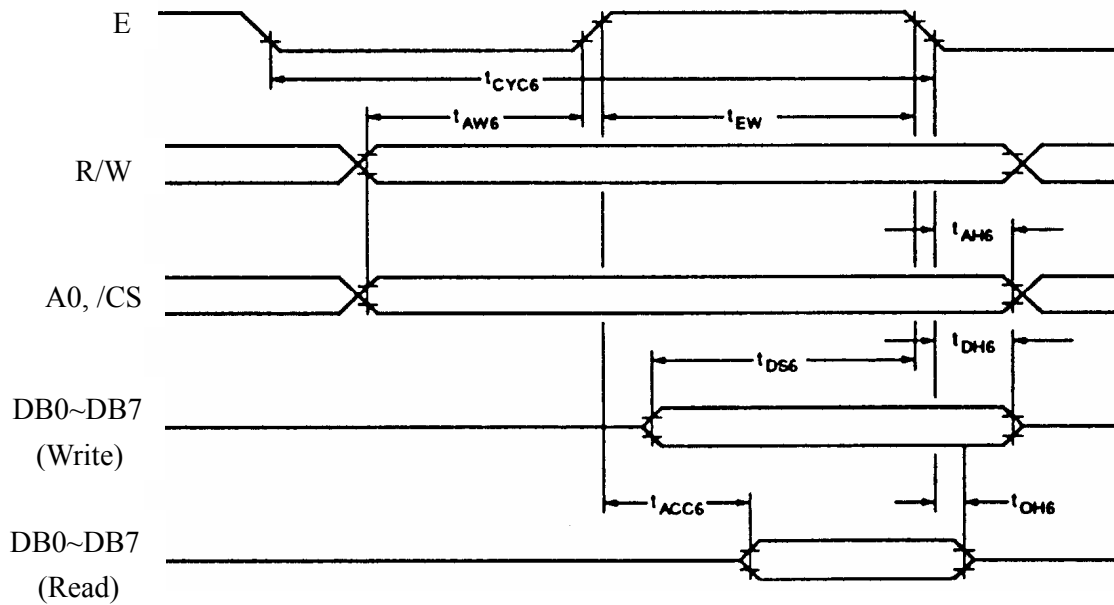 E
tCYC6
tAW6
tEW
R/W
tAH6
A0, /CS
tDH6
tDS6
DB0~DB7
(Write)
tACC6
tOH6
DB0~DB7
(Read)